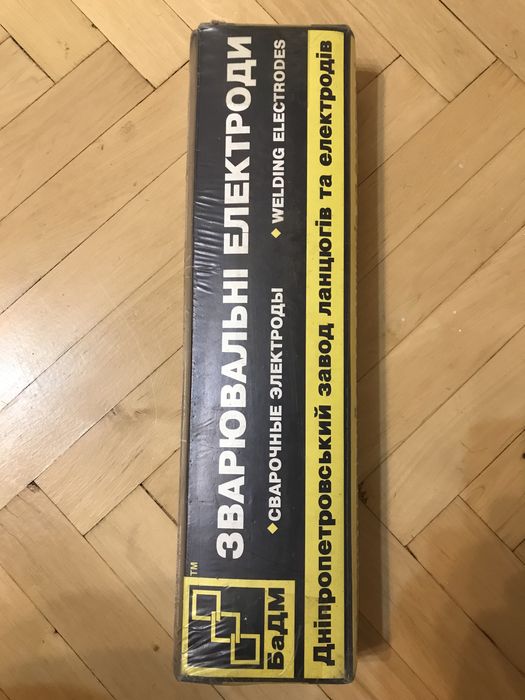 ЗВАРЮВАЛЬНІ ЕЛЕКТРОДИ
◆ СВАРОЧНЫЕ ЭЛЕКТРОДЫ ◆ WELDING ELECTRODES
БаДМ ™
Дніпропетровський завод ланцюгів та електродів